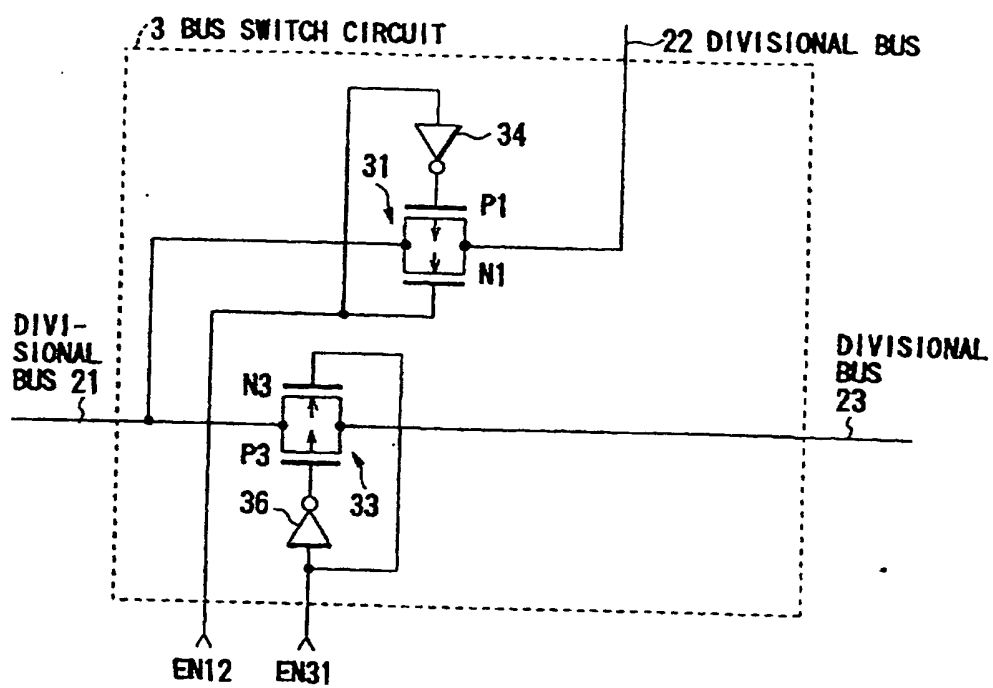 3 BUS SWITCH CIRCUIT
22 DIVISIONAL BUS
34
31
P1
N1
DIVI-
SIONAL
BUS 21
DIVISIONAL
BUS
23
N3
P3
36
33
EN12
EN31